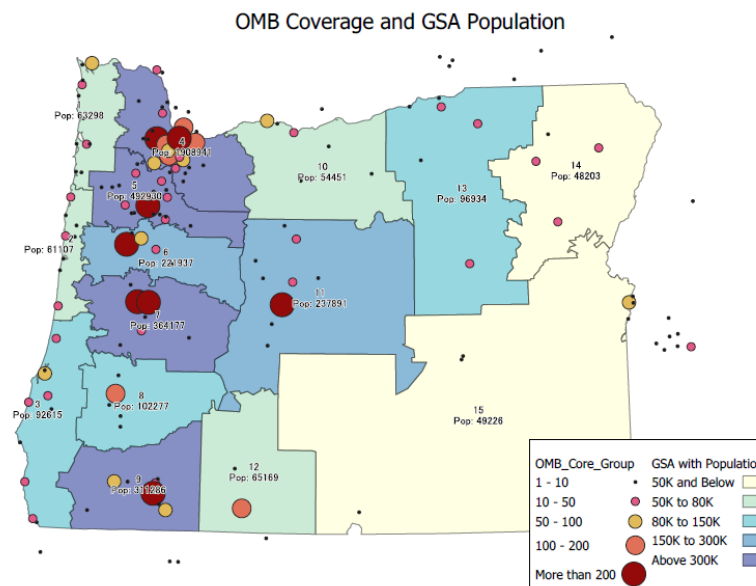 OMB Coverage and GSA Population
1
Pop: 63298
4
Pop: 1908941
10
Pop: 54451
14
Pop: 48203
13
Pop: 96934
5
Pop: 492930
2
Pop: 61107
6
Pop: 221937
11
Pop: 237891
7
Pop: 364177
8
Pop: 102277
3
Pop: 92615
15
Pop: 49226
12
Pop: 65169
9
Pop: 311286
OMB_Core_Group GSA with Population
1 - 10 50K and Below
10 - 50 50K to 80K
50 - 100 80K to 150K
100 - 200 150K to 300K
More than 200 Above 300K